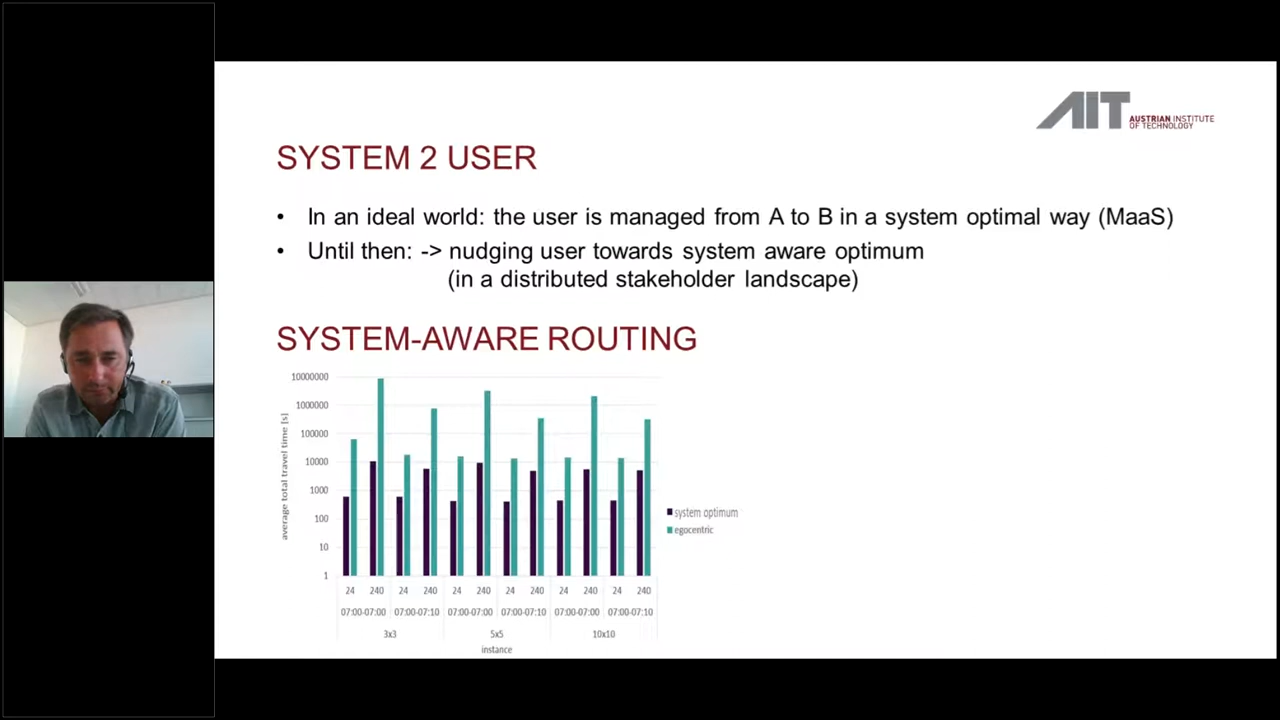 AIT AUSTRIAN INSTITUTE
OF TECHNOLOGY
SYSTEM 2 USER
• In an ideal world: the user is managed from A to B in a system optimal way (MaaS)
• Until then: -> nudging user towards system aware optimum
(in a distributed stakeholder landscape)
SYSTEM-AWARE ROUTING
average total travel time [s]
10000000
1000000
100000
10000
1000
100
10
1
system optimum
egocentric
24 240 24 240 24 240 24 240 24 240 24 240
07:00-07:00 07:00-07:10 07:00-07:00 07:00-07:10 07:00-07:00 07:00-07:10
3x3 5x5 10x10
instance